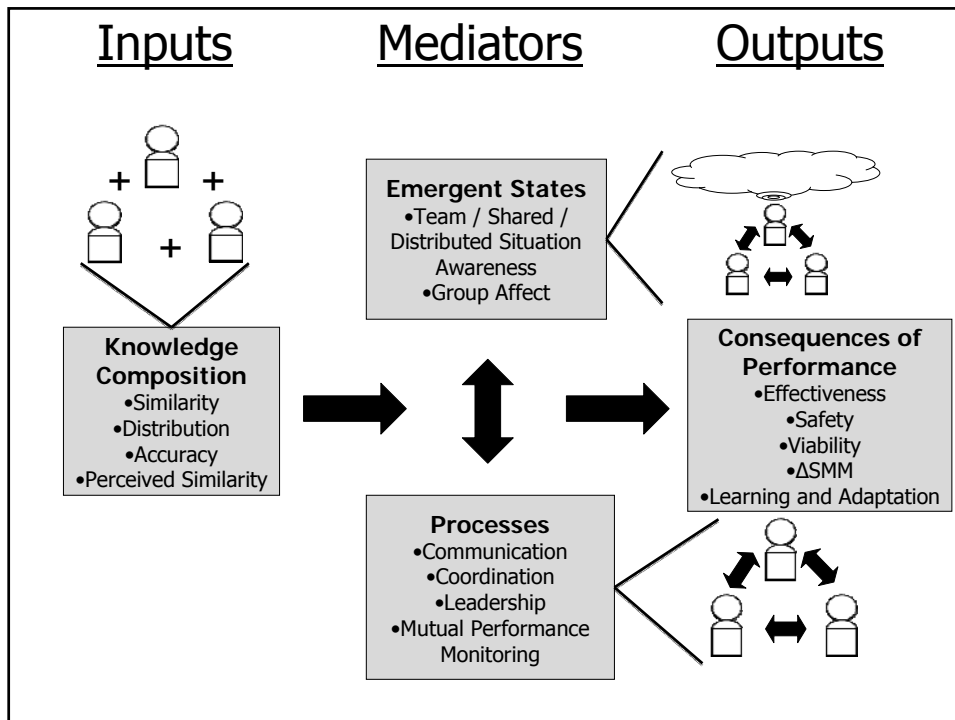 Inputs
Mediators
Outputs
+ +
+
Knowledge
Composition
•Similarity
•Distribution
•Accuracy
•Perceived Similarity
Emergent States
•Team / Shared /
Distributed Situation
Awareness
•Group Affect
Processes
•Communication
•Coordination
•Leadership
•Mutual Performance
Monitoring
Consequences of
Performance
•Effectiveness
•Safety
•Viability
•ΔSMM
•Learning and Adaptation